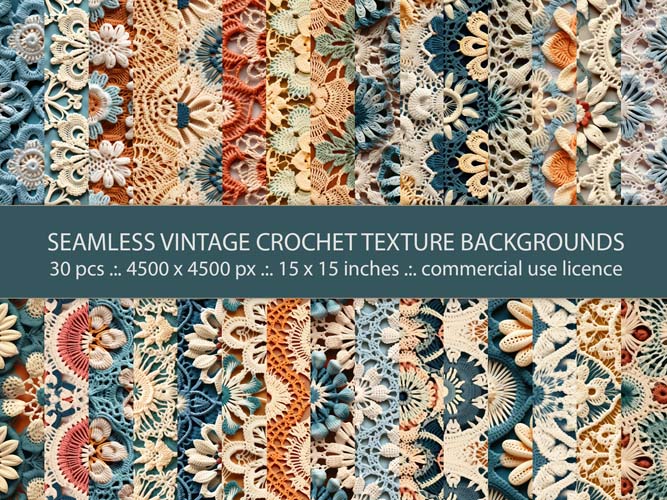 SEAMLESS VINTAGE CROCHET TEXTURE BACKGROUNDS
30 pcs .:. 4500 x 4500 px .:. 15 x 15 inches .:. commercial use licence